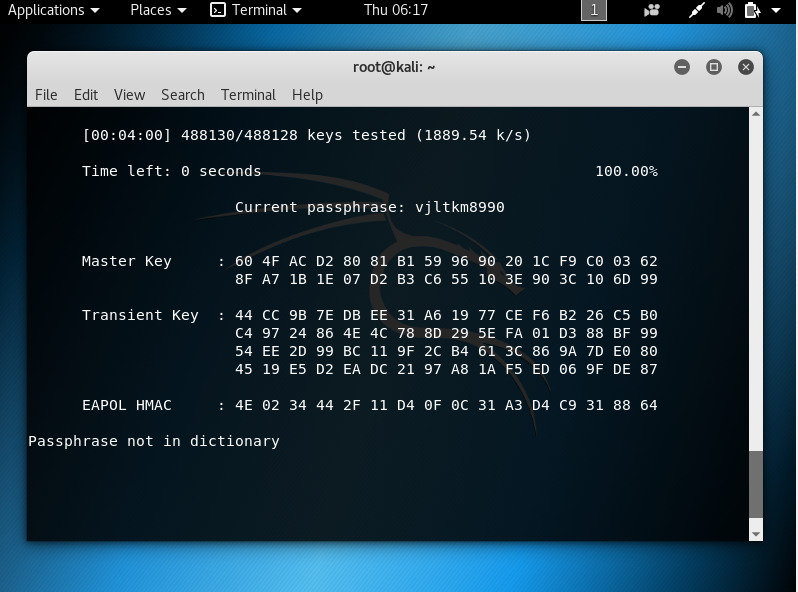 Applications Places Terminal Thu 06:17 1
root@kali: ~
File Edit View Search Terminal Help
[00:04:00] 488130/488128 keys tested (1889.54 k/s)
Time left: 0 seconds 100.00%
Current passphrase: vjltkm8990
Master Key : 60 4F AC D2 80 81 B1 59 96 90 20 1C F9 C0 03 62
8F A7 1B 1E 07 D2 B3 C6 55 10 3E 90 3C 10 6D 99
Transient Key : 44 CC 9B 7E DB EE 31 A6 19 77 CE F6 B2 26 C5 B0
C4 97 24 86 4E 4C 78 8D 29 5E FA 01 D3 88 BF 99
54 EE 2D 99 BC 11 9F 2C B4 61 3C 86 9A 7D E0 80
45 19 E5 D2 EA DC 21 97 A8 1A F5 ED 06 9F DE 87
EAPOL HMAC : 4E 02 34 44 2F 11 D4 0F 0C 31 A3 D4 C9 31 88 64
Passphrase not in dictionary